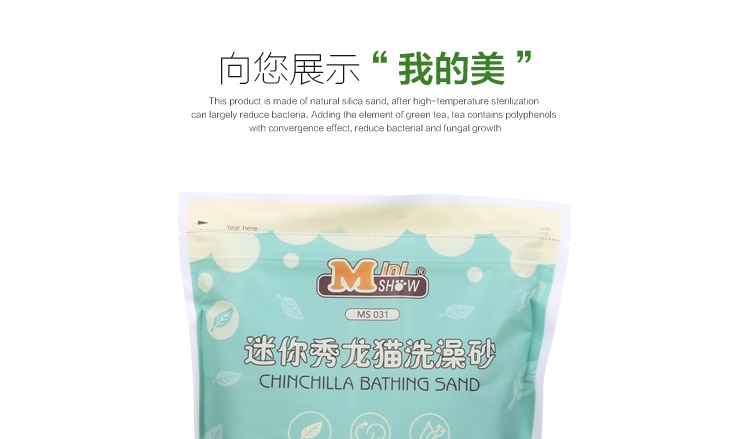 向您展示“我的美”
This product is made of natural silica sand, after high-temperature sterilization
can largely reduce bacteria. Adding the element of green tea, tea contains polyphenols
with convergence effect, reduce bacterial and fungal growth
tear here
Mini
SHOW®
MS 031
迷你秀龙猫洗澡砂
CHINCHILLA BATHING SAND